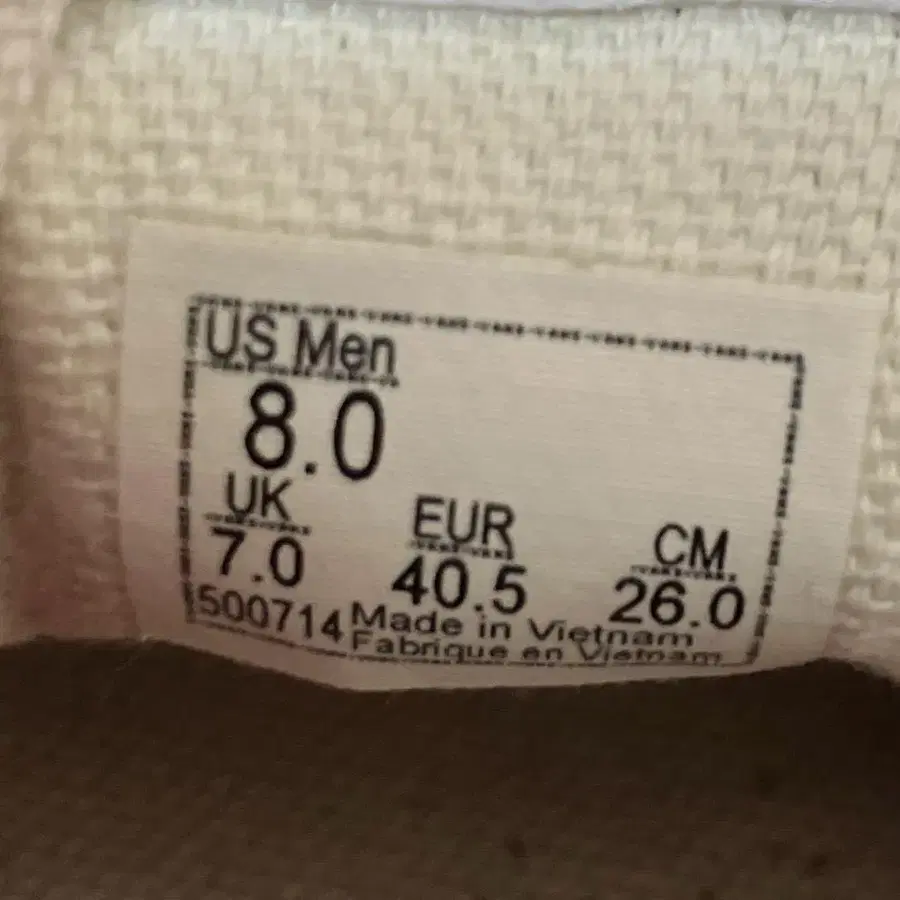 US Men
8.0
UK EUR CM
7.0 40.5 26.0
500714 Made in Vietnam
Fabrique en Vietnam